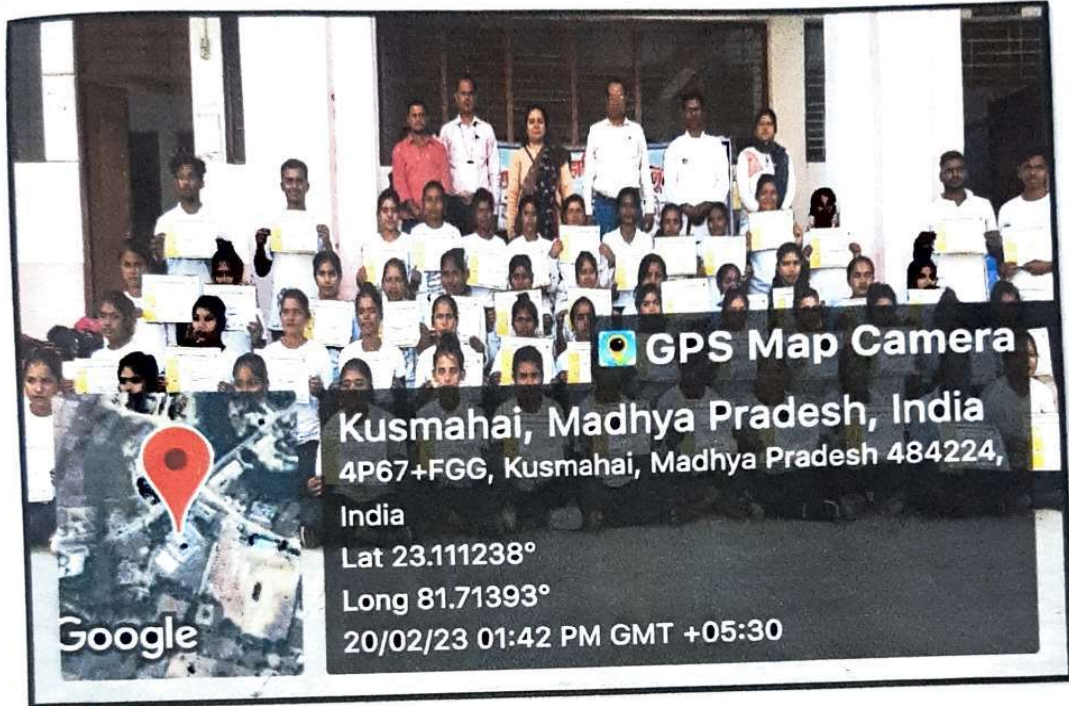 GPS Map Camera
Kusmahai, Madhya Pradesh, India
4P67+FGG, Kusmahai, Madhya Pradesh 484224,
India
Lat 23.111238°
Long 81.71393°
20/02/23 01:42 PM GMT +05:30
Google